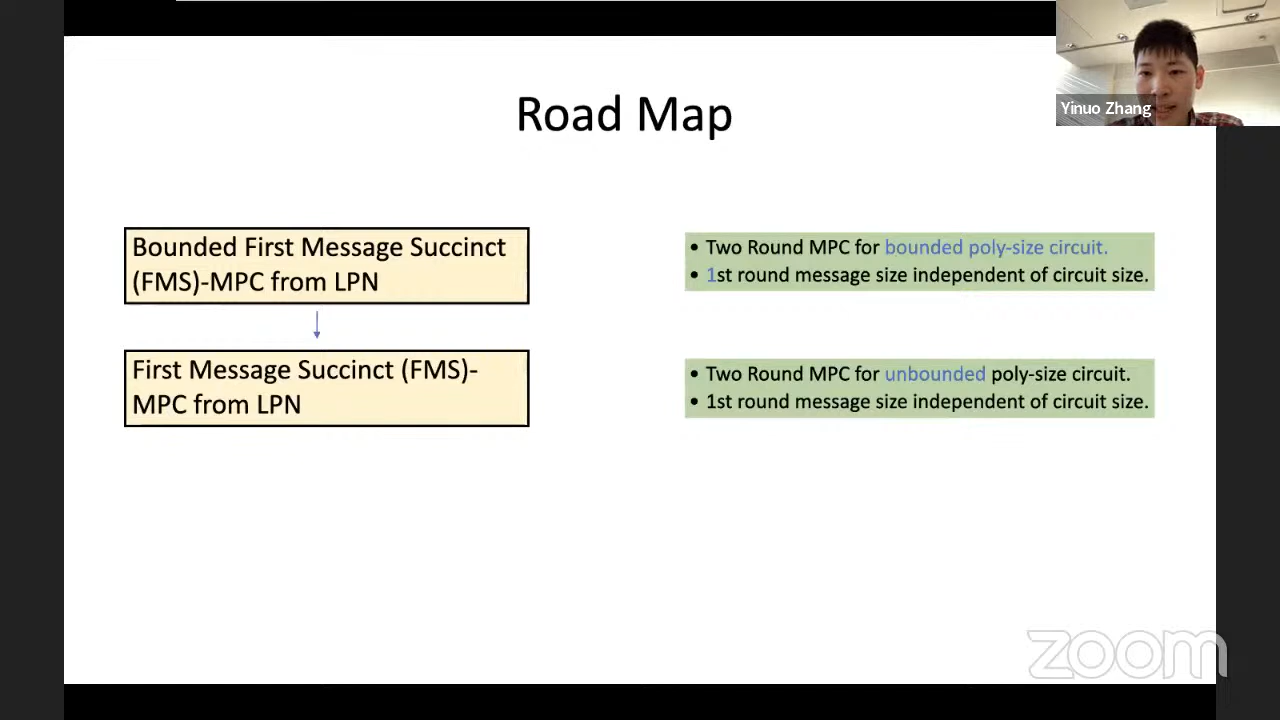 Road Map
Yinuo Zhang
Bounded First Message Succinct
(FMS)-MPC from LPN
• Two Round MPC for bounded poly-size circuit.
• 1st round message size independent of circuit size.
First Message Succinct (FMS)-
MPC from LPN
• Two Round MPC for unbounded poly-size circuit.
• 1st round message size independent of circuit size.
zoom